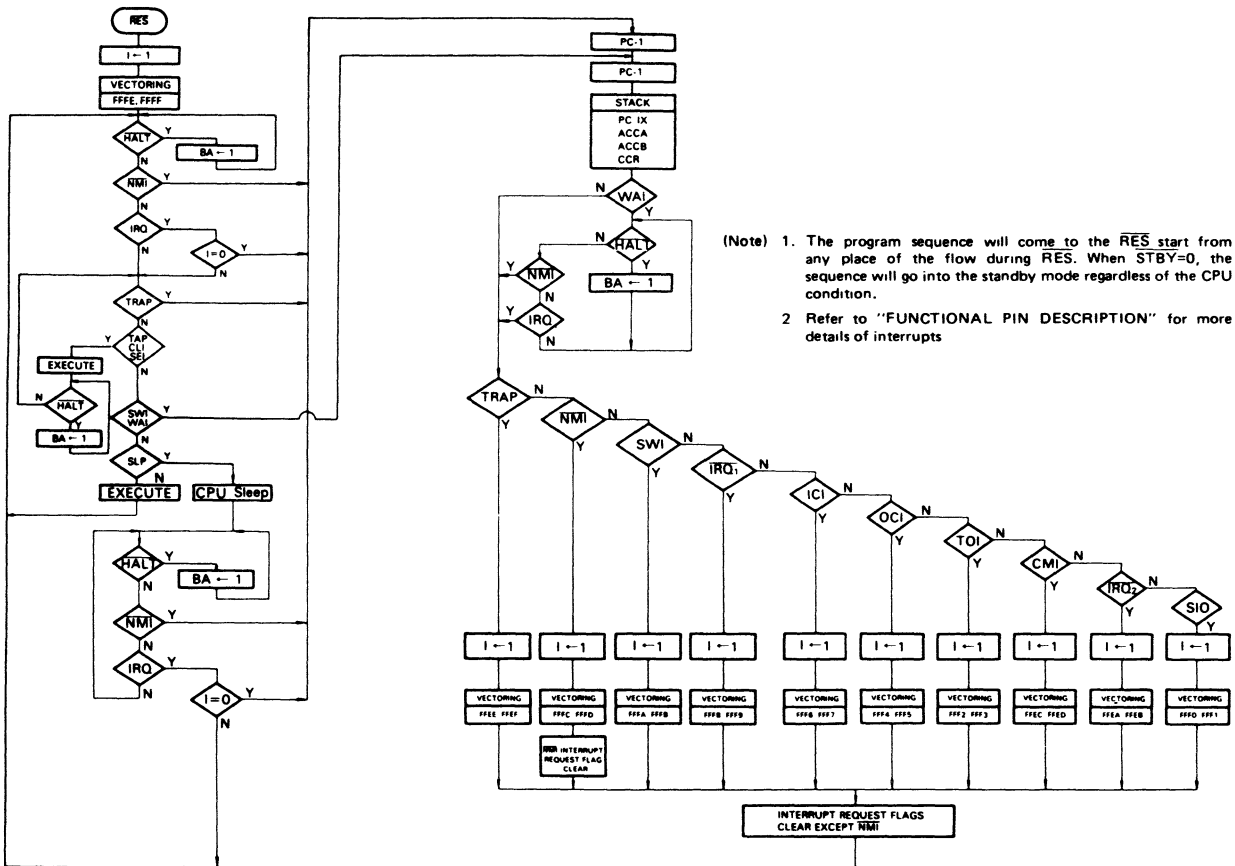 RES
I ← 1
VECTORING
FFFE, FFFF
HALT
Y
BA ← 1
N
NMI
Y
N
IRQ
Y
I=0
Y
N
N
TRAP
Y
N
Y
TAP
CLI
SEI
N
EXECUTE
N
HALT
Y
BA ← 1
SWI
WAI
Y
N
SLP
Y
N
EXECUTE
CPU Sleep
HALT
Y
BA ← 1
N
NMI
Y
N
IRQ
Y
N
I=0
Y
N
PC-1
PC-1
STACK
PC IX
ACCA
ACCB
CCR
N
WAI
Y
N
HALT
Y
BA ← 1
Y
NMI
N
Y
IRQ
N
(Note) 1. The program sequence will come to the RES start from
any place of the flow during RES. When STBY=0, the
sequence will go into the standby mode regardless of the CPU
condition.
2 Refer to "FUNCTIONAL PIN DESCRIPTION" for more
details of interrupts
TRAP
N
Y
NMI
N
Y
SWI
N
Y
IRQ1
N
Y
ICI
N
Y
OCI
N
Y
TOI
N
Y
CMI
N
Y
IRQ2
N
Y
SIO
Y
I ← 1
I ← 1
I ← 1
I ← 1
I ← 1
I ← 1
I ← 1
I ← 1
I ← 1
I ← 1
VECTORING
FFEE FFEF
VECTORING
FFFC FFFD
VECTORING
FFFA FFFB
VECTORING
FFF8 FFF9
VECTORING
FFF6 FFF7
VECTORING
FFF4 FFF5
VECTORING
FFF2 FFF3
VECTORING
FFEC FFED
VECTORING
FFEA FFEB
VECTORING
FFF0 FFF1
INTERRUPT
REQUEST FLAG
CLEAR
INTERRUPT REQUEST FLAGS
CLEAR EXCEPT NMI